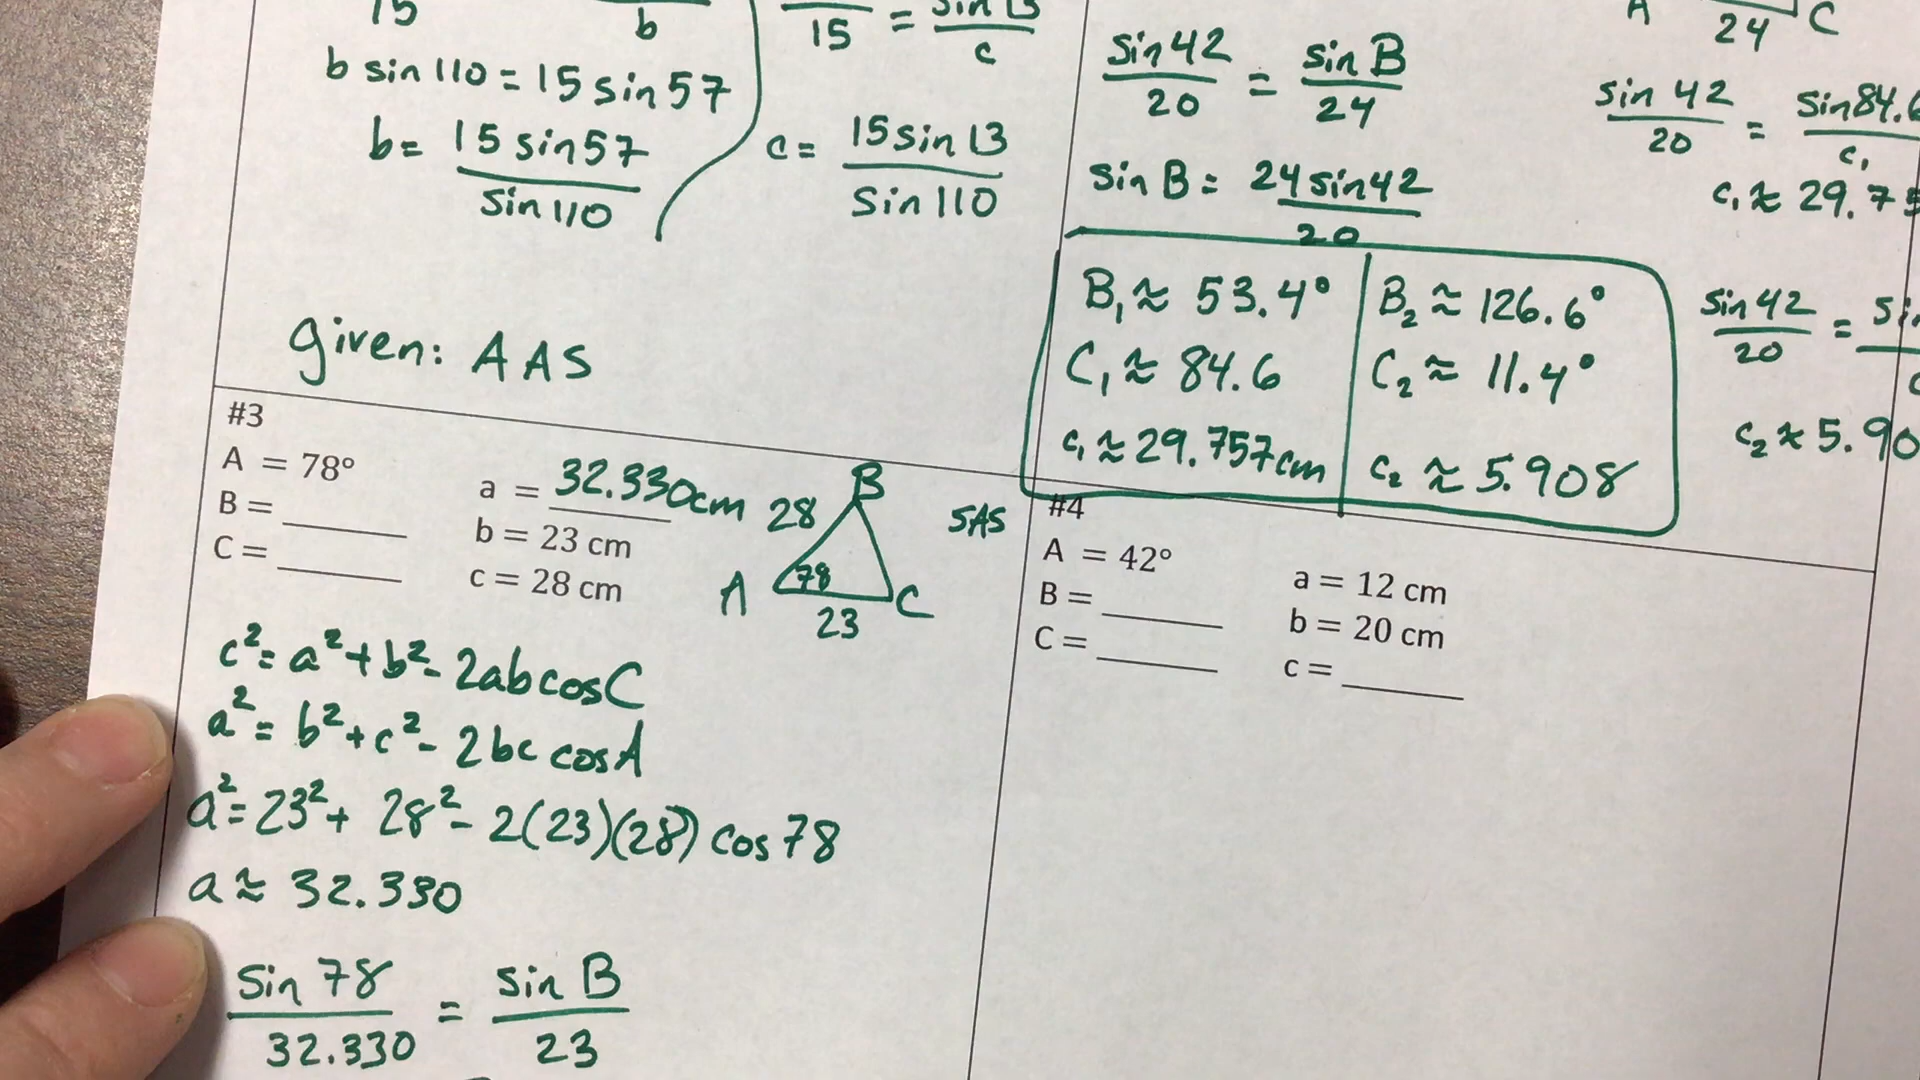 15
b
b sin 110 = 15 sin 57
b = 15 sin 57
sin 110
15 = sin 13
c
c = 15 sin 13
sin 110
given: AAS
A 24 C
sin 42 = sin B
20 24
sin B = 24 sin 42
20
sin 42 = sin 84.6
20 c₁
c₁ ≈ 29.75
B₁ ≈ 53.4° B₂ ≈ 126.6°
C₁ ≈ 84.6 C₂ ≈ 11.4°
c₁ ≈ 29.757cm c₂ ≈ 5.908
sin 42 =
20
c₂ ≈ 5.90
#3
A = 78° a = 32.330cm
B = b = 23 cm
C = c = 28 cm
28 B
78
A 23 C
SAS
c² = a² + b² - 2ab cos C
a² = b² + c² - 2bc cos A
a² = 23² + 28² - 2(23)(28) cos 78
a ≈ 32.330
sin 78 = sin B
32.330 23
#4
A = 42° a = 12 cm
B = b = 20 cm
C = c =